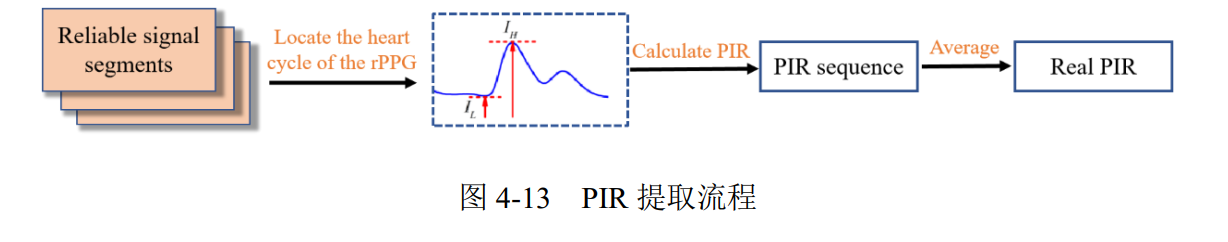 Reliable signal
segments
Locate the heart
cycle of the rPPG
I_H
I_L
Calculate PIR
PIR sequence
Average
Real PIR
图 4-13 PIR 提取流程